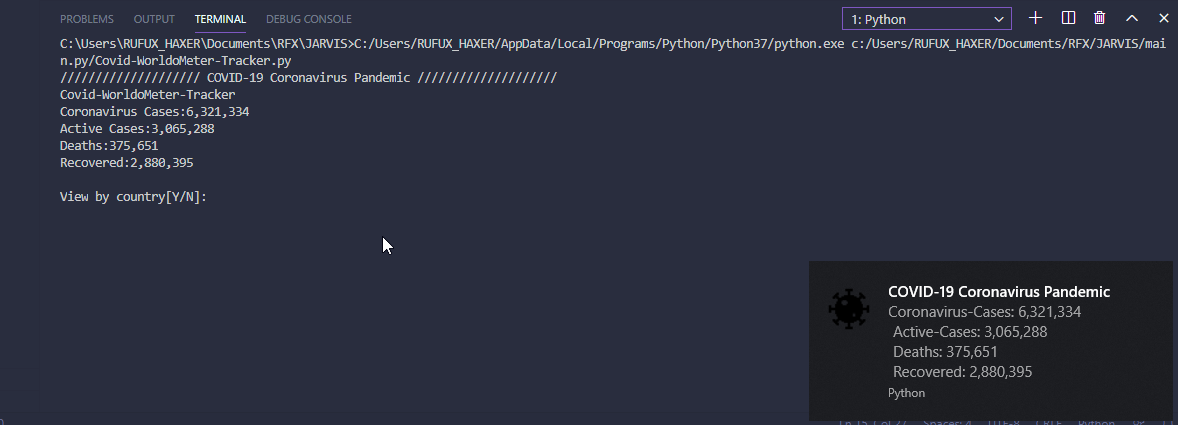 PROBLEMS OUTPUT TERMINAL DEBUG CONSOLE 1: Python
C:\Users\RUFUX_HAXER\Documents\RFX\JARVIS>C:/Users/RUFUX_HAXER/AppData/Local/Programs/Python/Python37/python.exe c:/Users/RUFUX_HAXER/Documents/RFX/JARVIS/mai
n.py/Covid-WorldoMeter-Tracker.py
//////////////////// COVID-19 Coronavirus Pandemic ////////////////////
Covid-WorldoMeter-Tracker
Coronavirus Cases:6,321,334
Active Cases:3,065,288
Deaths:375,651
Recovered:2,880,395
View by country[Y/N]:
COVID-19 Coronavirus Pandemic
Coronavirus-Cases: 6,321,334
Active-Cases: 3,065,288
Deaths: 375,651
Recovered: 2,880,395
Python